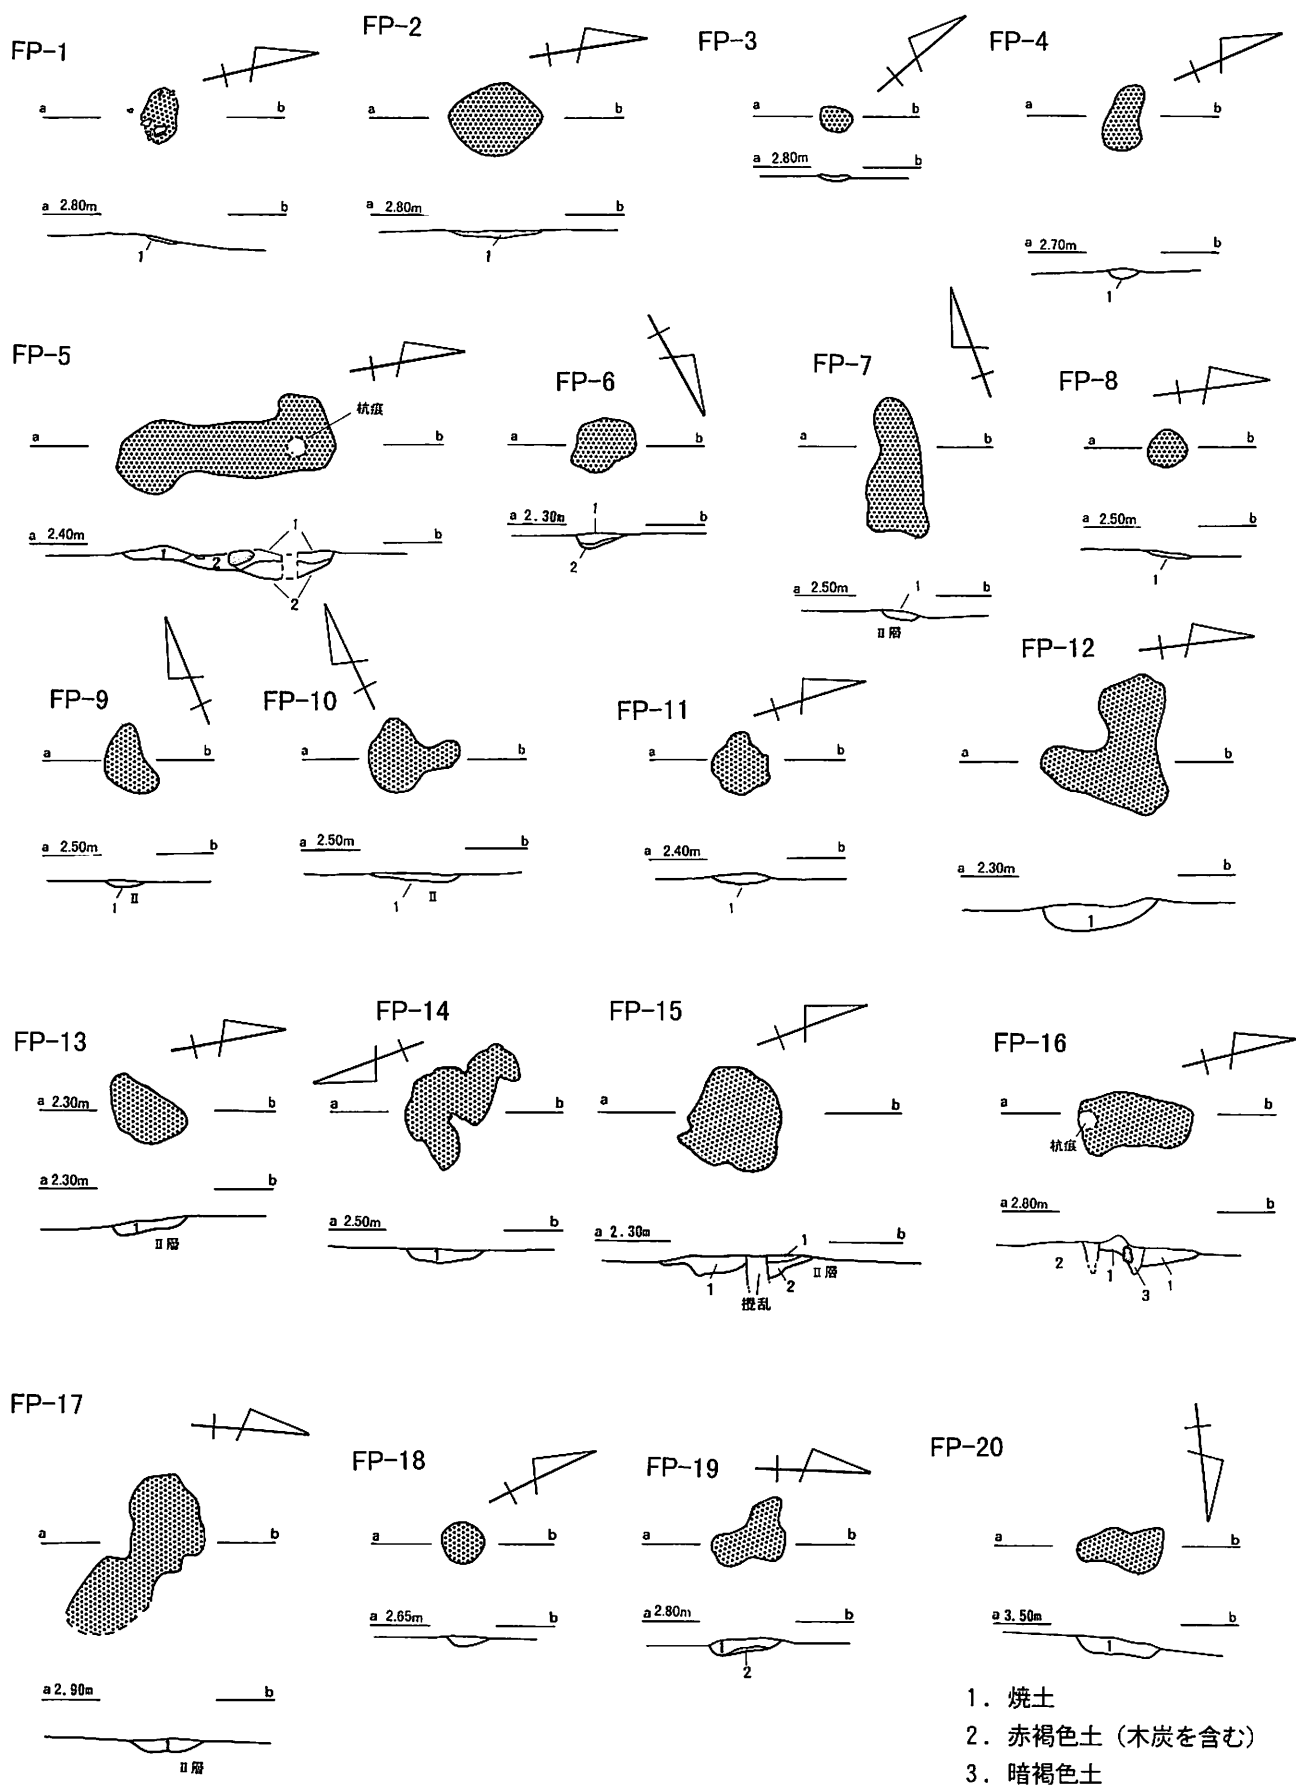 FP-1
a
b
a 2.80m
b
1
FP-2
a
b
a 2.80m
b
1
FP-3
a
b
a 2.80m
b
FP-4
a
b
a 2.70m
b
1
FP-5
杭痕
a
b
a 2.40m
b
1
1
2
2
FP-6
a
b
a 2.30m
b
1
2
FP-7
a
b
a 2.50m
b
1
II層
FP-8
a
b
a 2.50m
b
1
FP-9
a
b
a 2.50m
b
1
II
FP-10
a
b
a 2.50m
b
1
II
FP-11
a
b
a 2.40m
b
1
FP-12
a
b
a 2.30m
b
1
FP-13
a 2.30m
b
a 2.30m
b
1
II層
FP-14
a
b
a 2.50m
b
1
FP-15
a
b
a 2.30m
b
1
1
2
II層
攪乱
FP-16
a
b
杭痕
a 2.80m
b
2
1
3
1
FP-17
a
b
a 2.90m
b
1
II層
FP-18
a
b
a 2.65m
b
FP-19
a
b
a 2.80m
b
1
2
FP-20
a
b
a 3.50m
b
1
1. 焼土
2. 赤褐色土（木炭を含む）
3. 暗褐色土